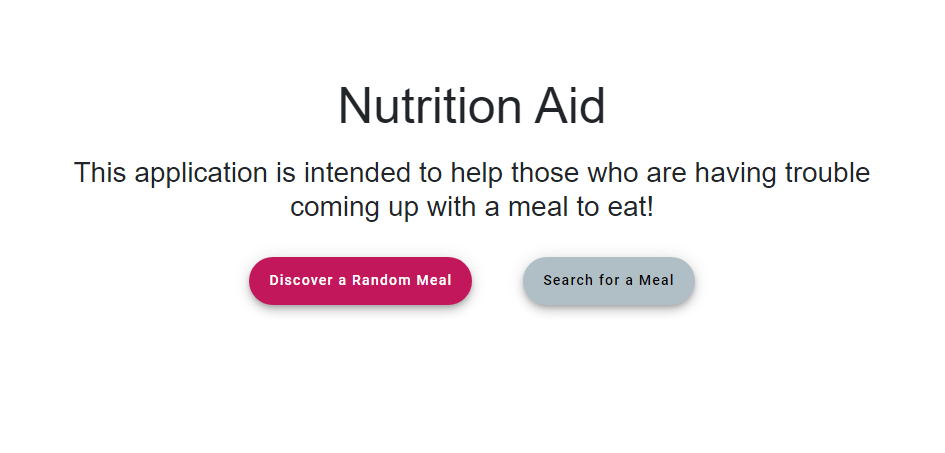 Nutrition Aid
This application is intended to help those who are having trouble
coming up with a meal to eat!
Discover a Random Meal
Search for a Meal